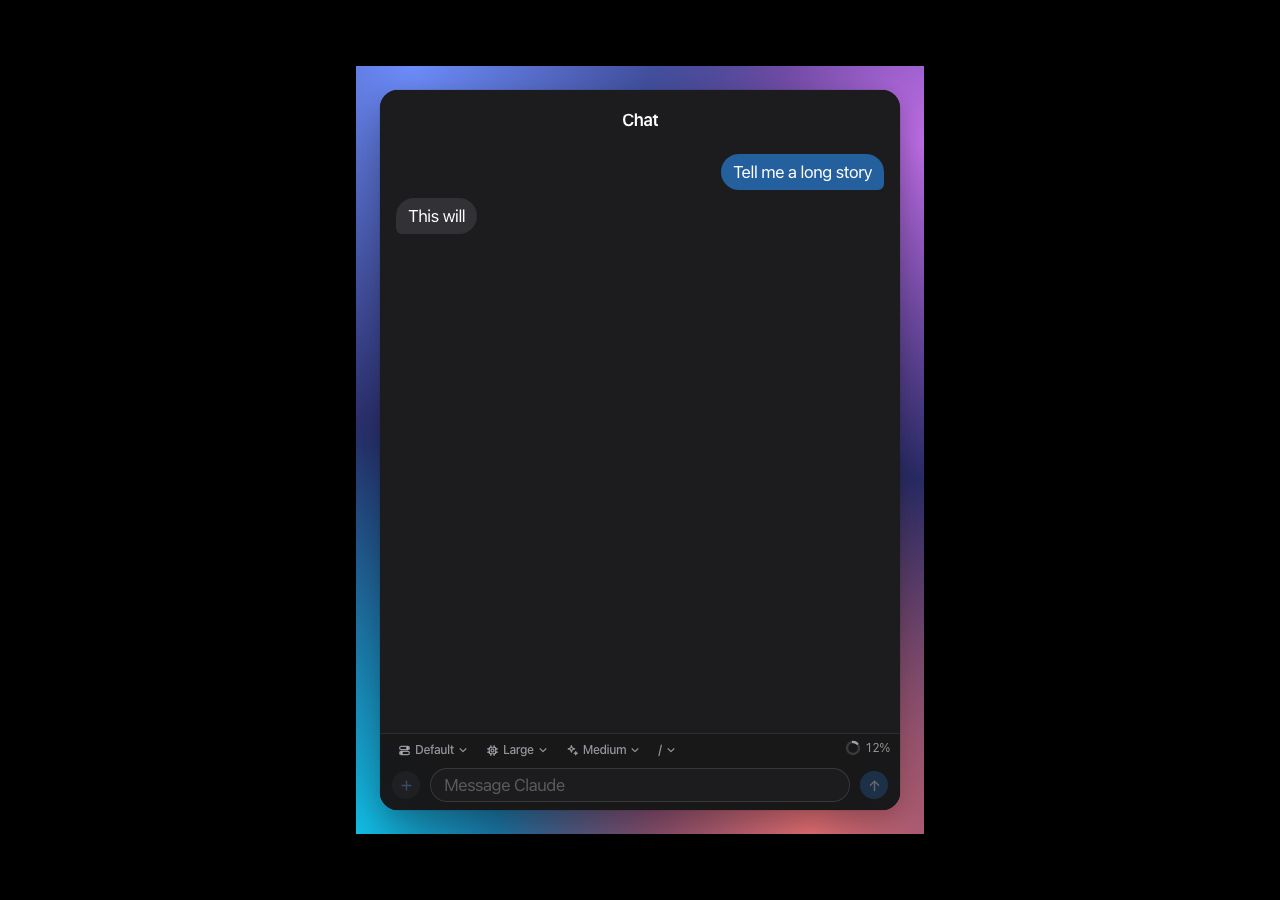 Chat
Tell me a long story
This will
Default Large Medium / 12%
Message Claude